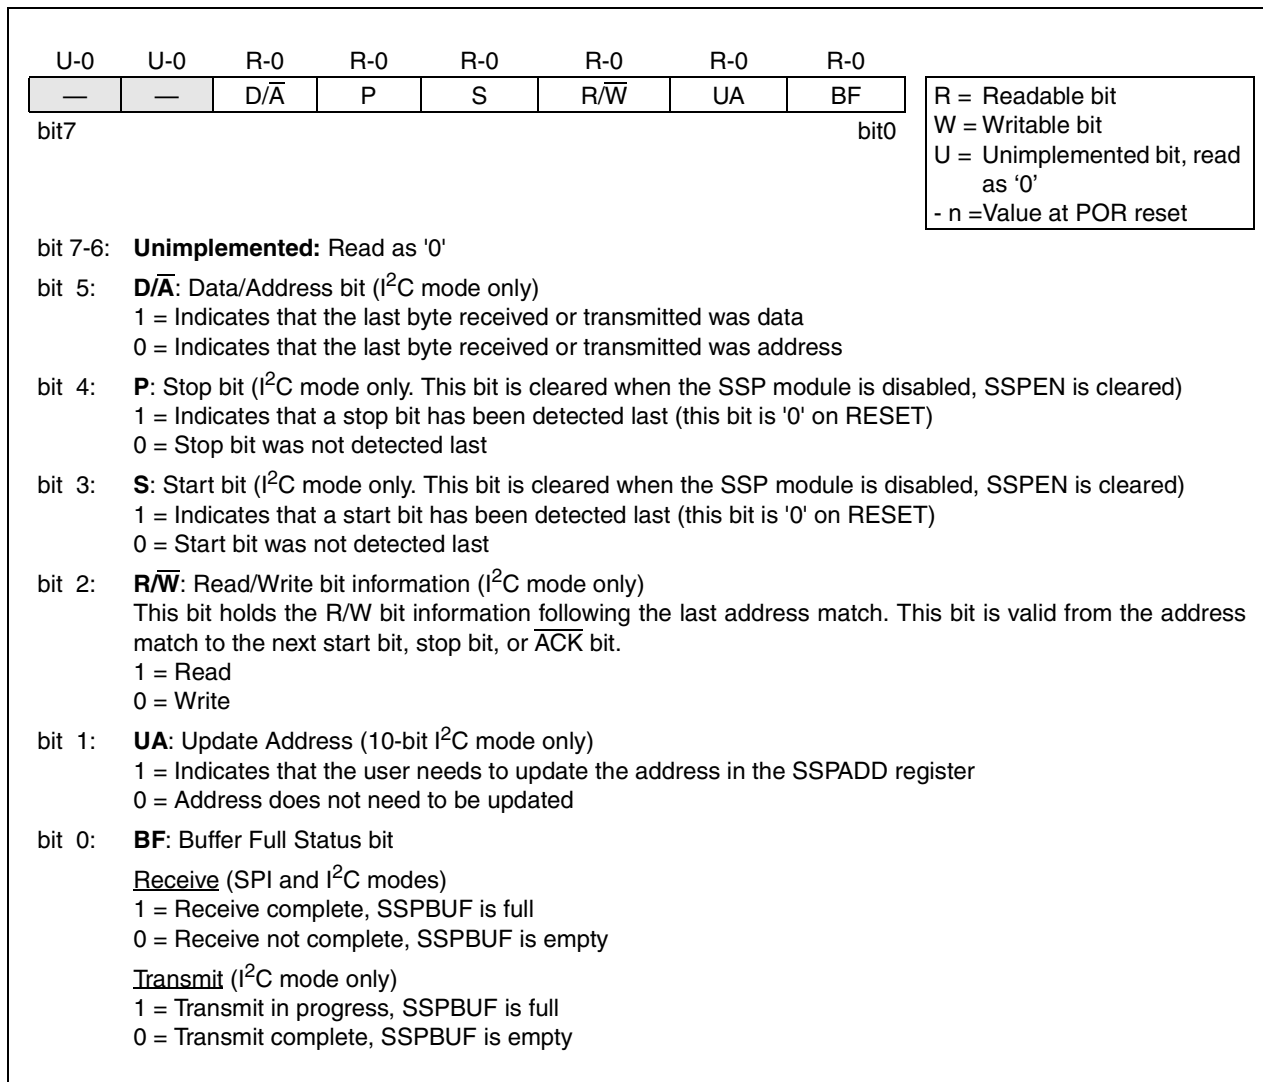 U-0 U-0 R-0 R-0 R-0 R-0 R-0 R-0
— — D/A̅ P S R/W̅ UA BF
bit7 bit0
R = Readable bit
W = Writable bit
U = Unimplemented bit, read
as ‘0’
- n =Value at POR reset
bit 7-6: Unimplemented: Read as '0'
bit 5: D/A̅: Data/Address bit (I²C mode only)
1 = Indicates that the last byte received or transmitted was data
0 = Indicates that the last byte received or transmitted was address
bit 4: P: Stop bit (I²C mode only. This bit is cleared when the SSP module is disabled, SSPEN is cleared)
1 = Indicates that a stop bit has been detected last (this bit is '0' on RESET)
0 = Stop bit was not detected last
bit 3: S: Start bit (I²C mode only. This bit is cleared when the SSP module is disabled, SSPEN is cleared)
1 = Indicates that a start bit has been detected last (this bit is '0' on RESET)
0 = Start bit was not detected last
bit 2: R/W̅: Read/Write bit information (I²C mode only)
This bit holds the R/W bit information following the last address match. This bit is valid from the address
match to the next start bit, stop bit, or A̅C̅K̅ bit.
1 = Read
0 = Write
bit 1: UA: Update Address (10-bit I²C mode only)
1 = Indicates that the user needs to update the address in the SSPADD register
0 = Address does not need to be updated
bit 0: BF: Buffer Full Status bit
Receive (SPI and I²C modes)
1 = Receive complete, SSPBUF is full
0 = Receive not complete, SSPBUF is empty
Transmit (I²C mode only)
1 = Transmit in progress, SSPBUF is full
0 = Transmit complete, SSPBUF is empty